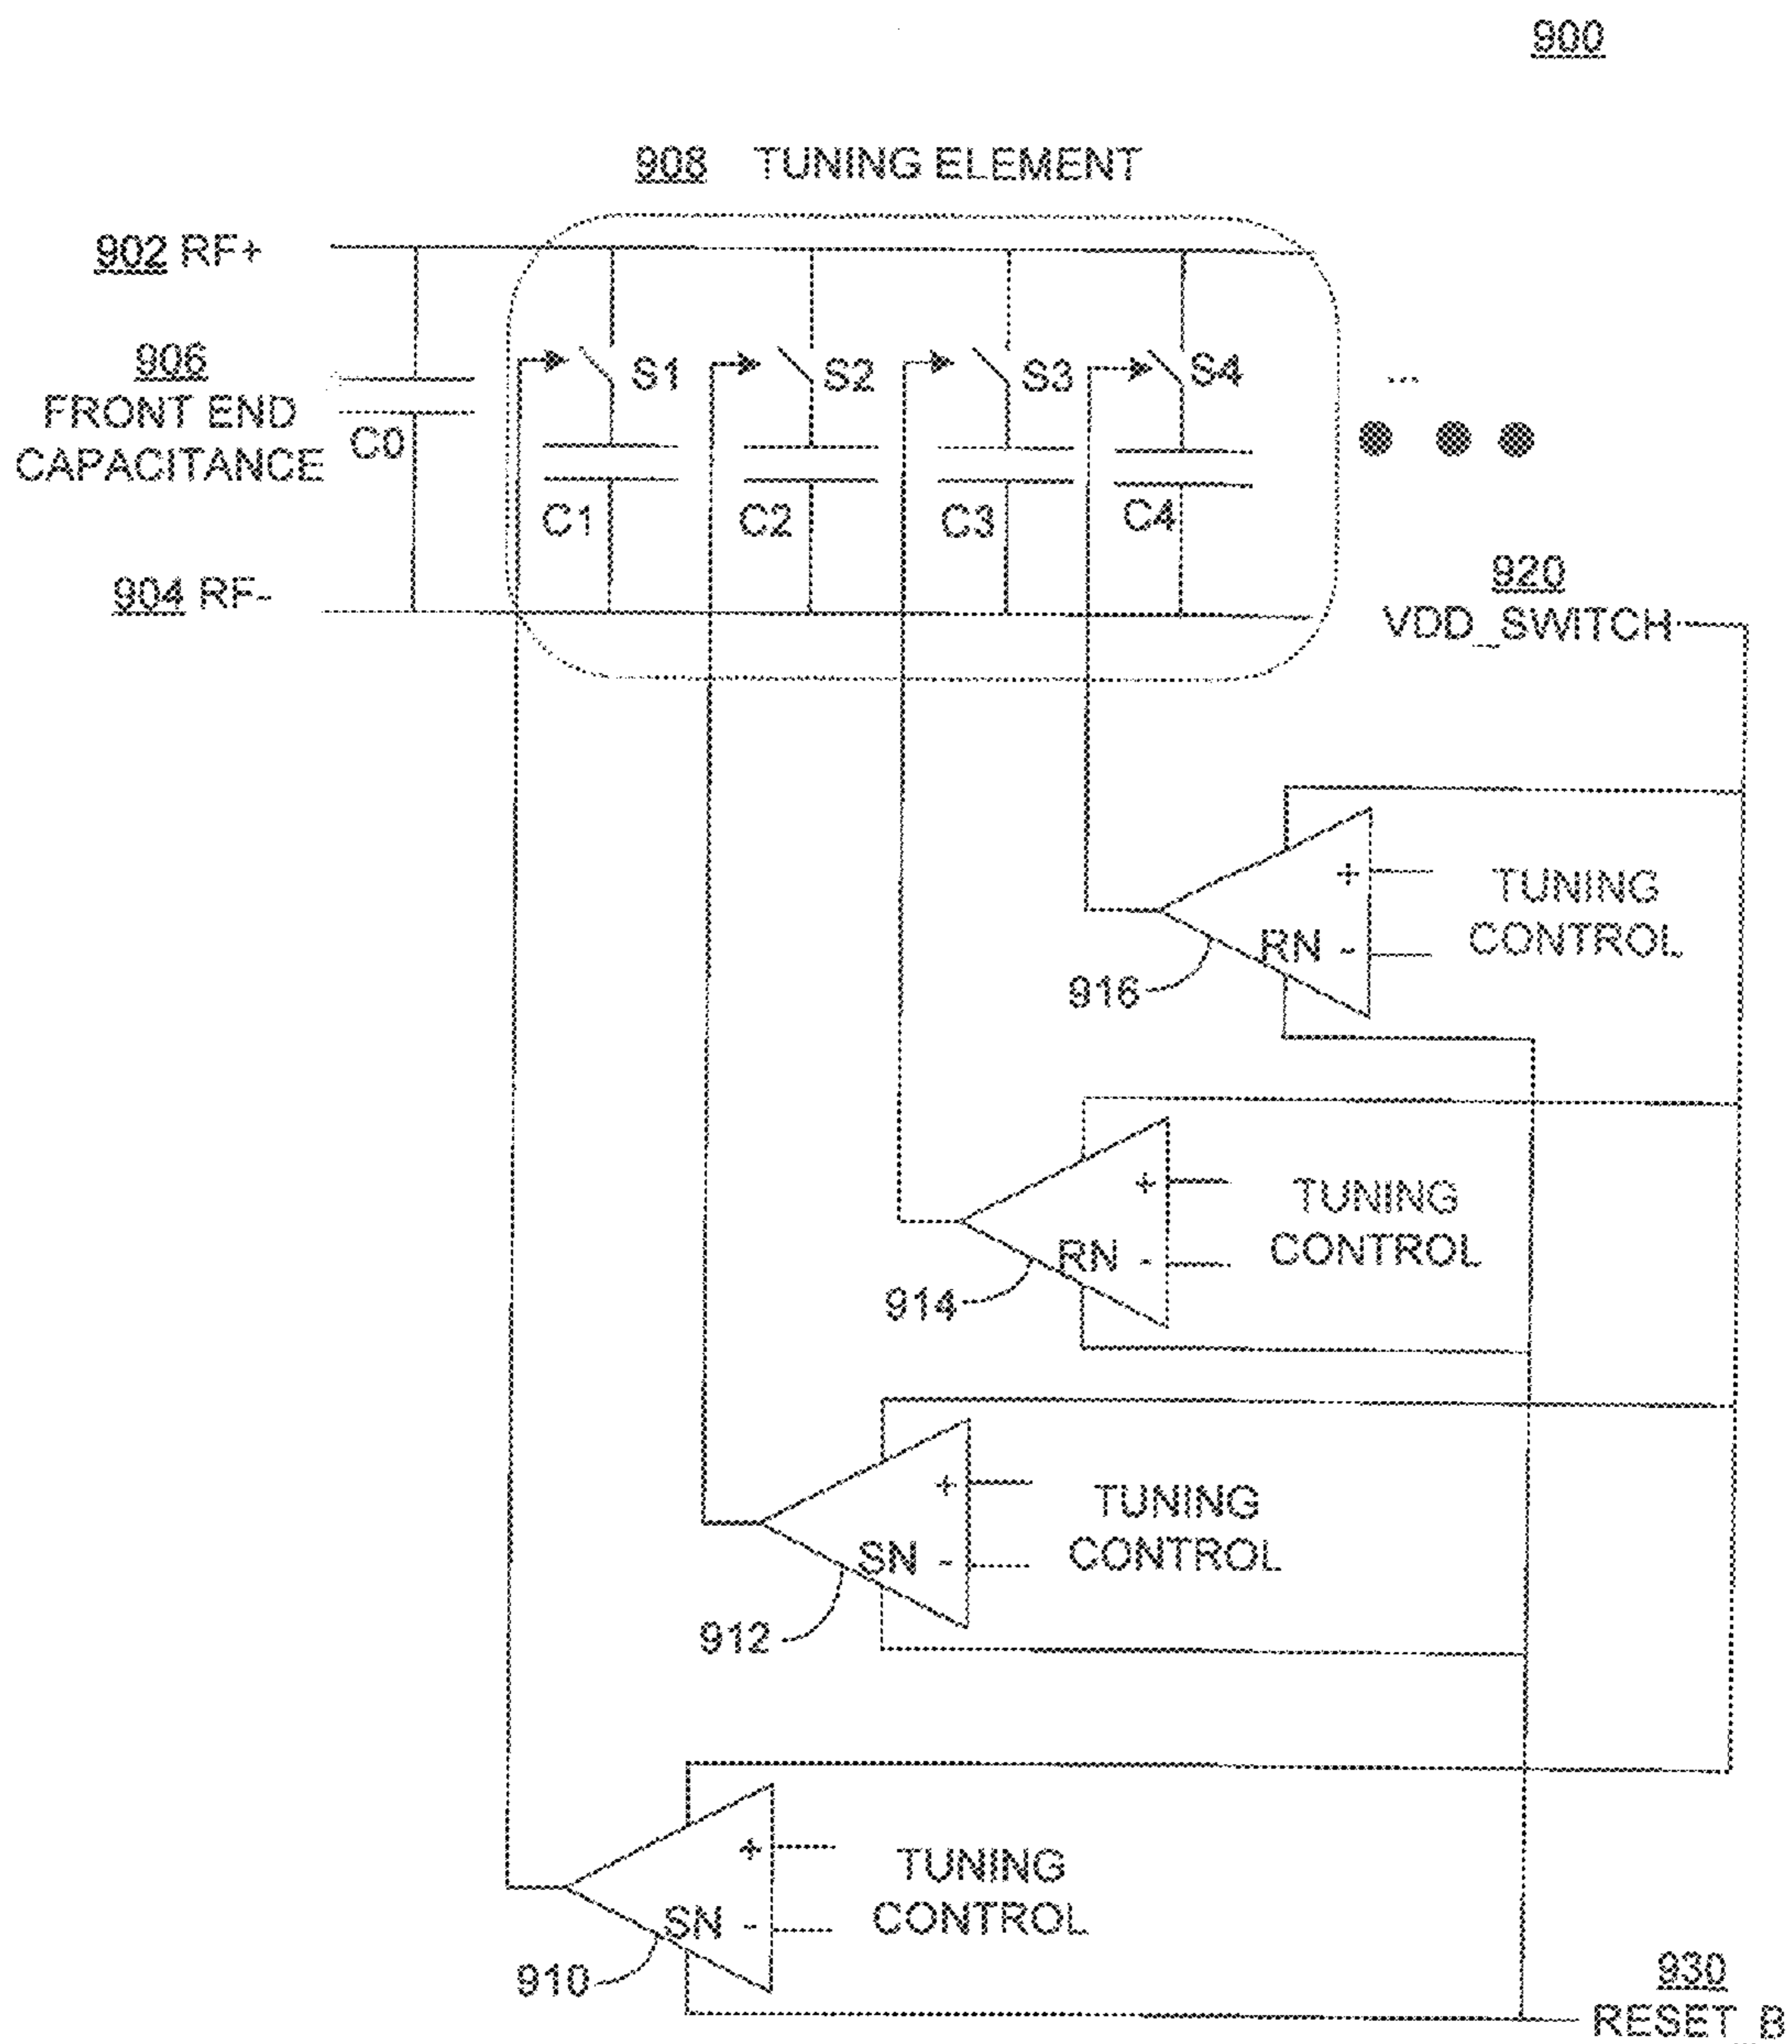 900
908 TUNING ELEMENT
902 RF+
906
FRONT END
CAPACITANCE
C0
S1
S2
S3
S4
...
C1
C2
C3
C4
904 RF-
920
VDD_SWITCH
+
RN -
TUNING
CONTROL
916
+
RN -
TUNING
CONTROL
914
+
SN -
TUNING
CONTROL
912
+
SN -
TUNING
CONTROL
910
930
RESET_B